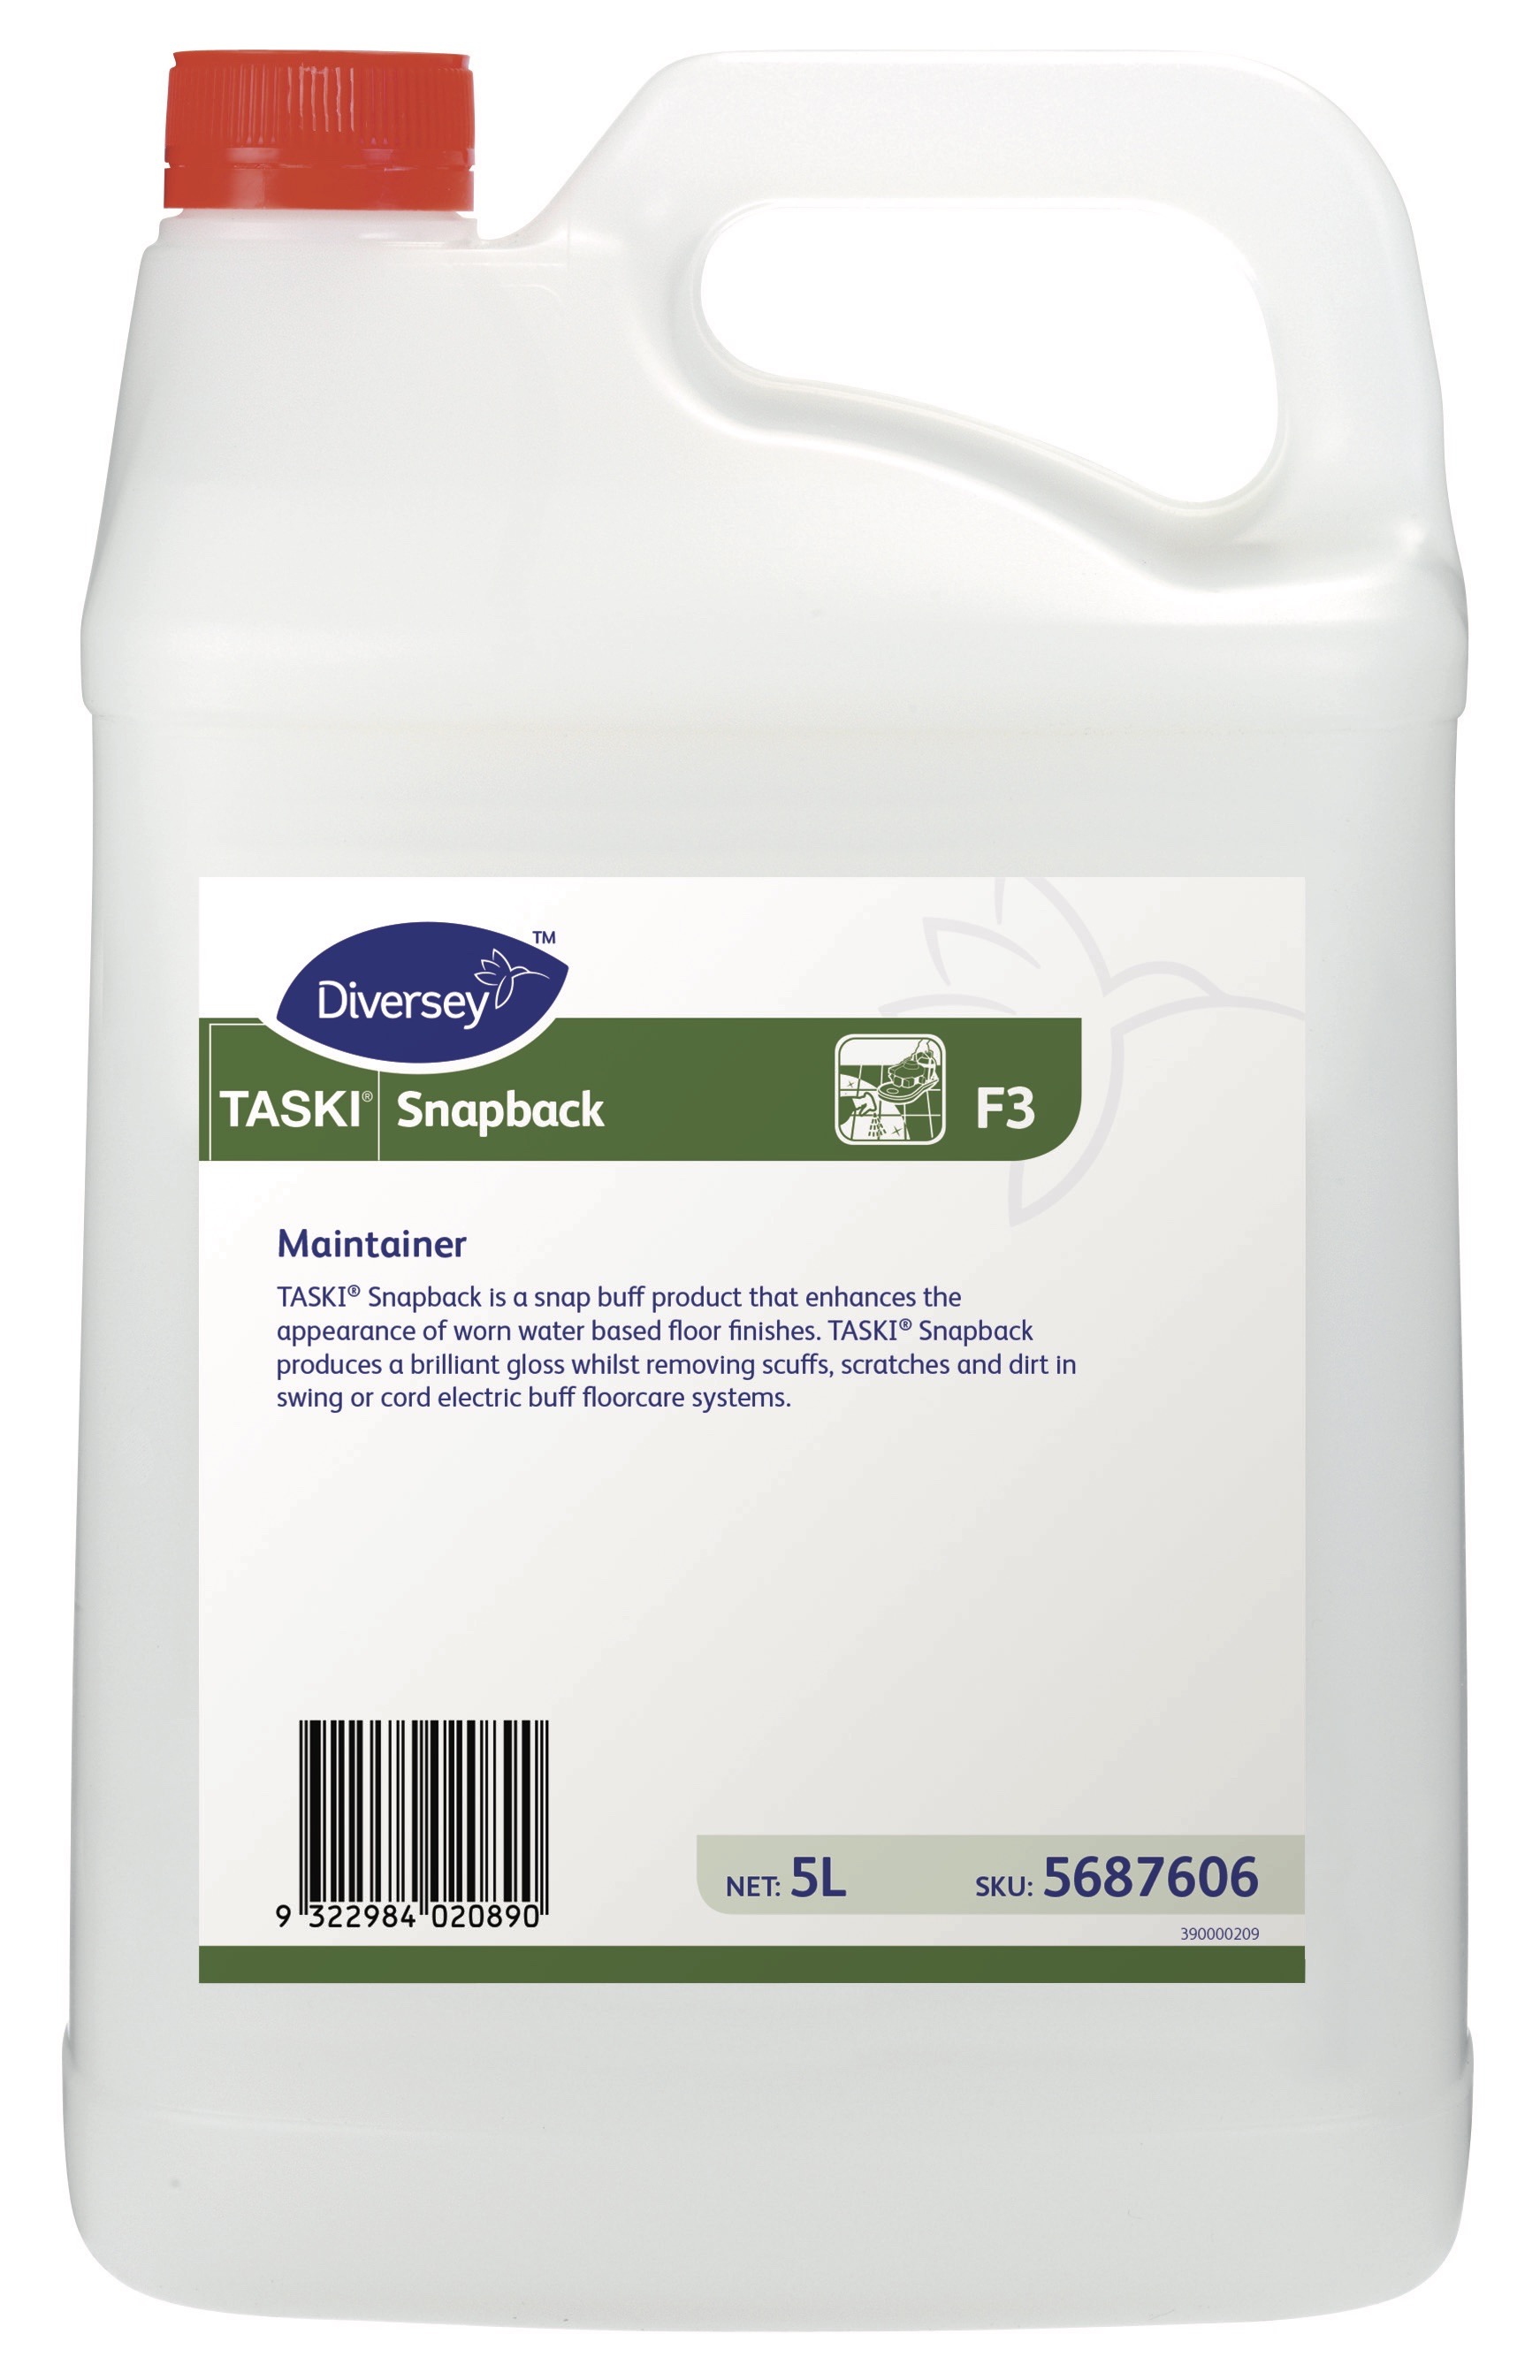 Diversey™
TASKI® Snapback F3
Maintainer
TASKI® Snapback is a snap buff product that enhances the
appearance of worn water based floor finishes. TASKI® Snapback
produces a brilliant gloss whilst removing scuffs, scratches and dirt in
swing or cord electric buff floorcare systems.
9 322984 020890
NET: 5L SKU: 5687606
390000209